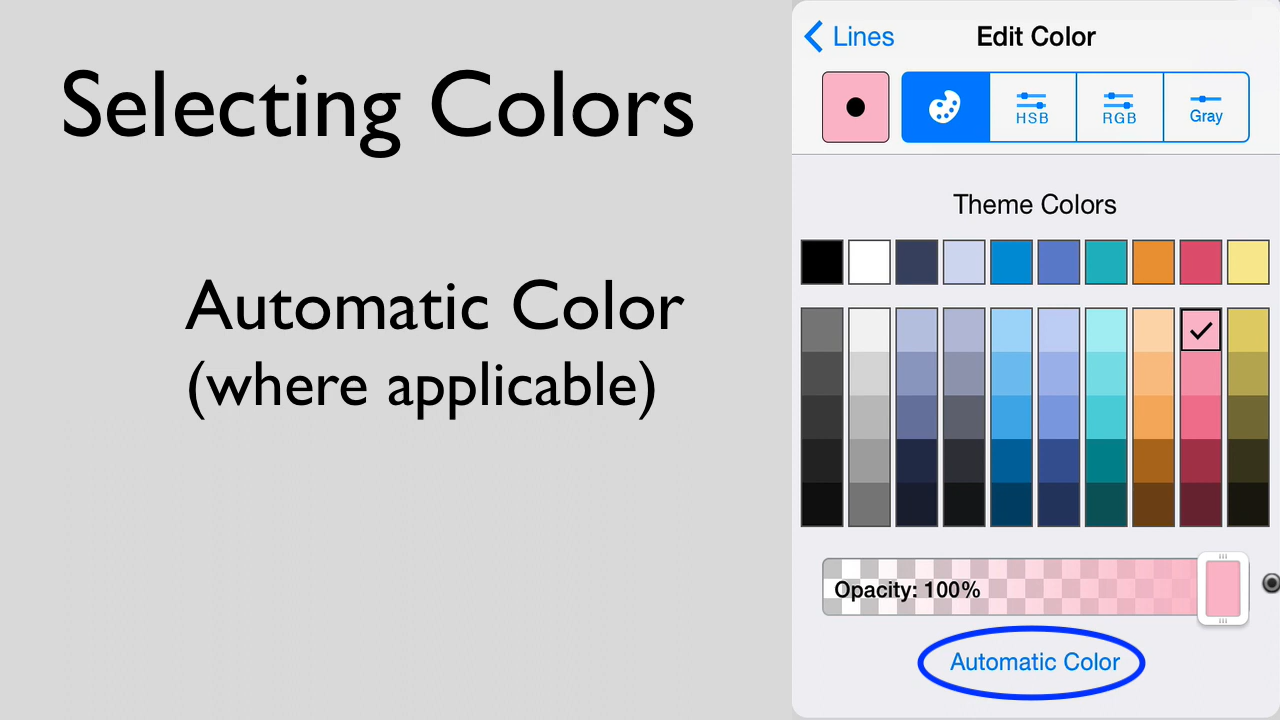 Selecting Colors
Automatic Color
(where applicable)
Lines
Edit Color
HSB
RGB
Gray
Theme Colors
Opacity: 100%
Automatic Color